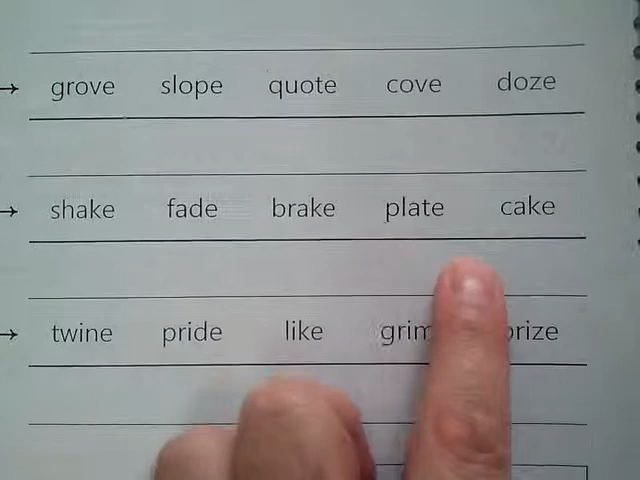 → grove slope quote cove doze
→ shake fade brake plate cake
→ twine pride like